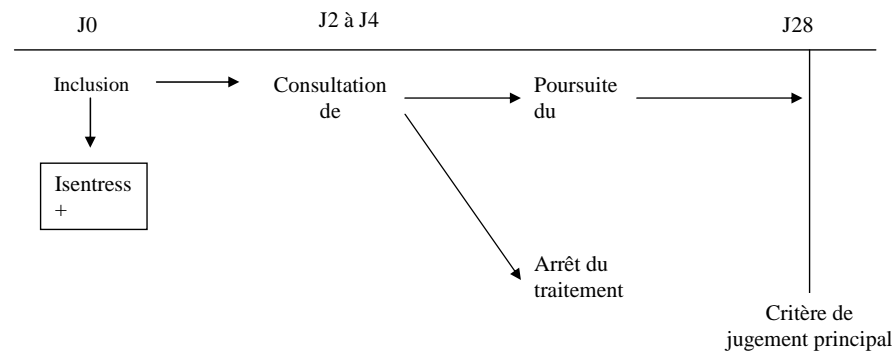 J0
J2 à J4
J28
Inclusion
Consultation
de
Poursuite
du
Isentress
+
Arrêt du
traitement
Critère de
jugement principal